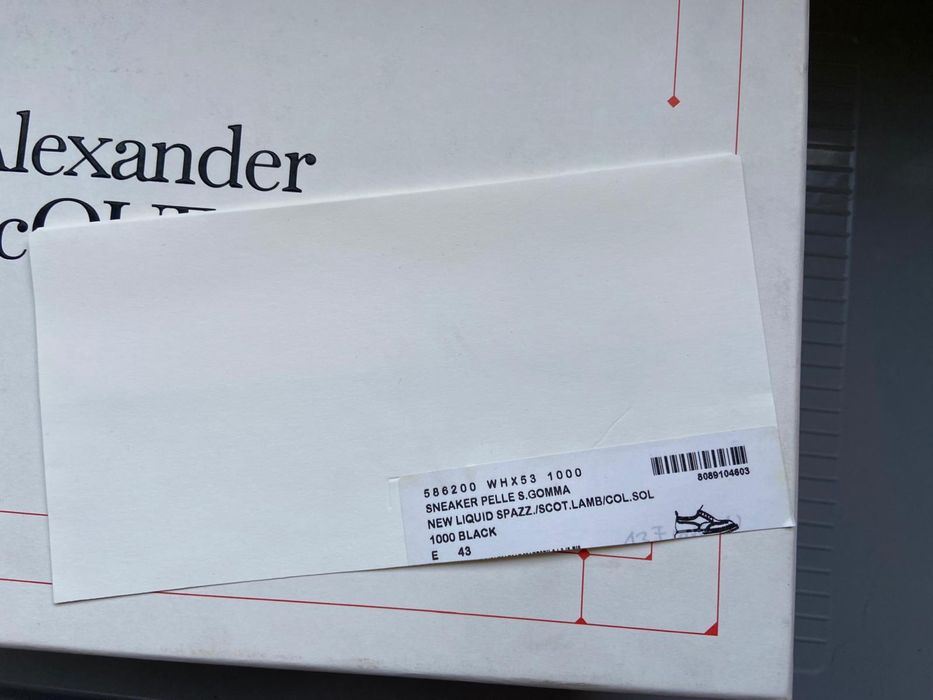 Alexander
586200 WHX53 1000
SNEAKER PELLE S.GOMMA
NEW LIQUID SPAZZ./SCOT.LAMB/COL.SOL
1000 BLACK
E 43
8089104603